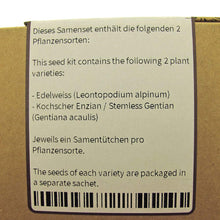 Dieses Samenset enthält die folgenden 2
Pflanzensorten:
This seed kit contains the following 2 plant
varieties:
- Edelweiss (Leontopodium alpinum)
- Kochscher Enzian / Stemless Gentian
(Gentiana acaulis)
Jeweils ein Samentütchen pro
Pflanzensorte.
The seeds of each variety are packaged in
a separate sachet.